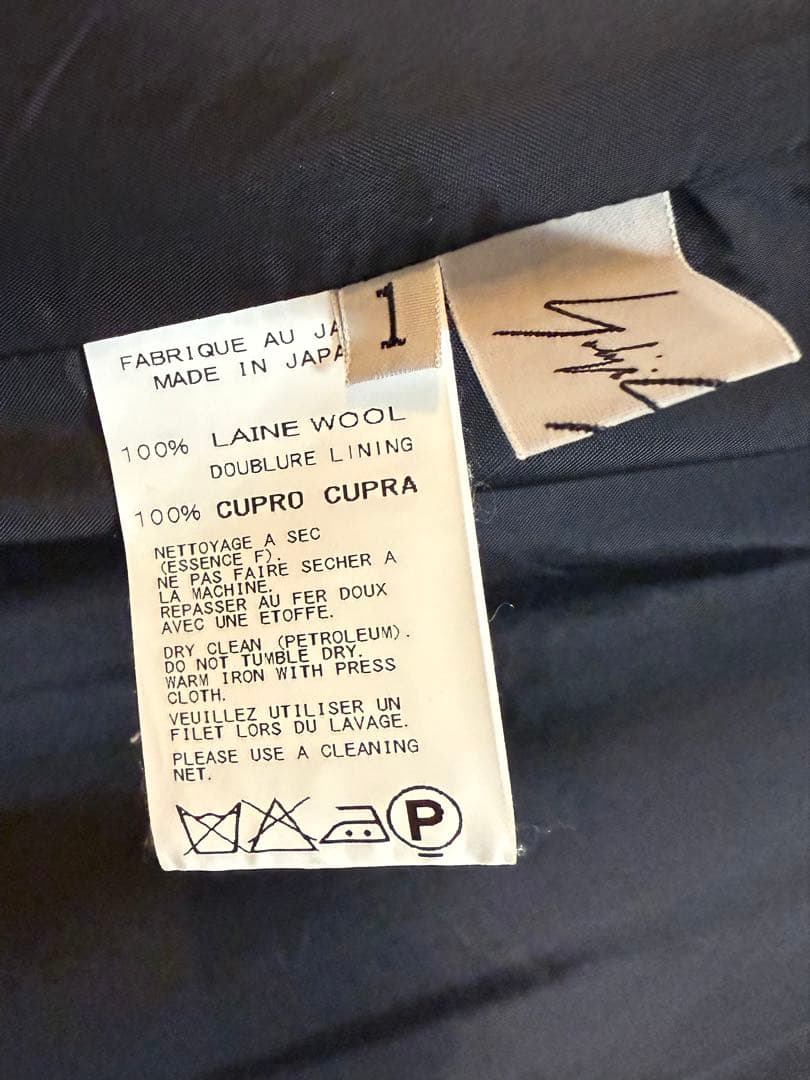 FABRIQUE AU JA
MADE IN JAPA
1
100% LAINE WOOL
DOUBLURE LINING
100% CUPRO CUPRA
NETTOYAGE A SEC
(ESSENCE F).
NE PAS FAIRE SECHER A
LA MACHINE.
REPASSER AU FER DOUX
AVEC UNE ETOFFE.
DRY CLEAN (PETROLEUM).
DO NOT TUMBLE DRY.
WARM IRON WITH PRESS
CLOTH.
VEUILLEZ UTILISER UN
FILET LORS DU LAVAGE.
PLEASE USE A CLEANING
NET.
P